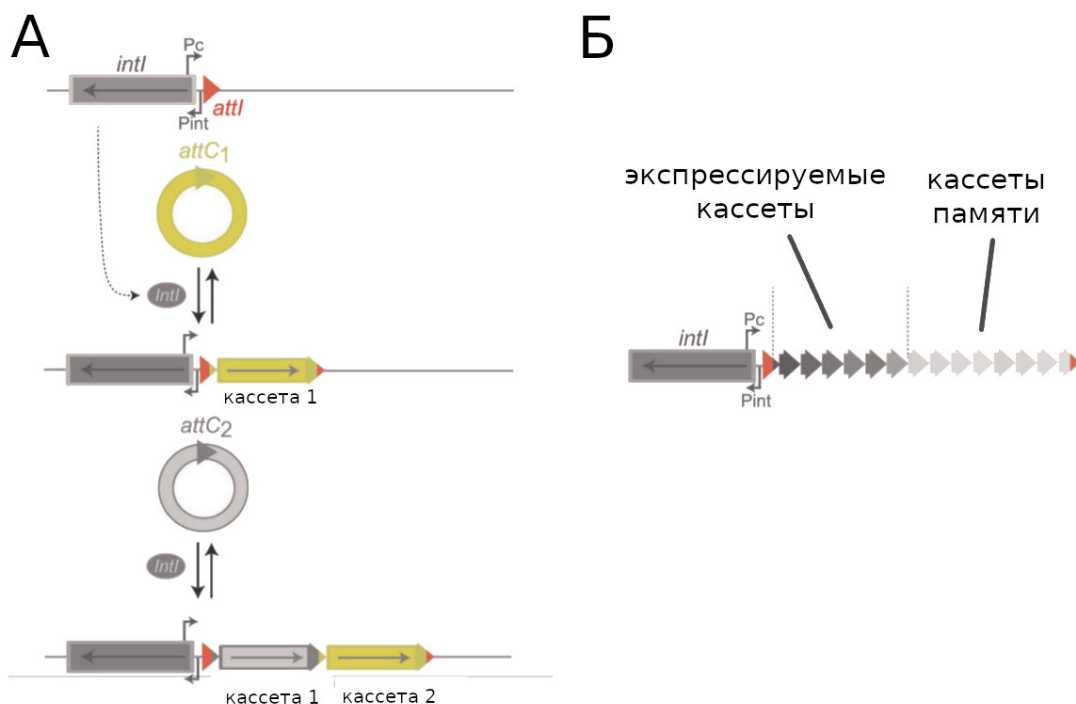 А
Pc
intI
attI
Pint
attC1
IntI
кассета 1
attC2
IntI
кассета 1
кассета 2
Б
экспрессируемые
кассеты
кассеты
памяти
Pc
intI
Pint